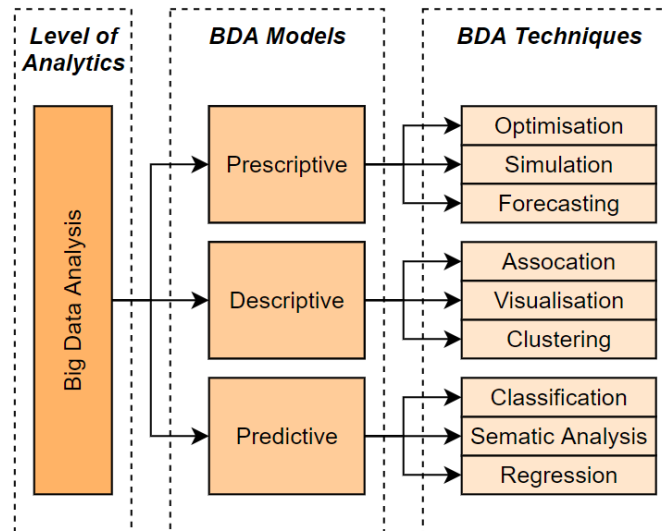 Level of
Analytics
BDA Models
BDA Techniques
Big Data Analysis
Prescriptive
Optimisation
Simulation
Forecasting
Descriptive
Assocation
Visualisation
Clustering
Predictive
Classification
Sematic Analysis
Regression